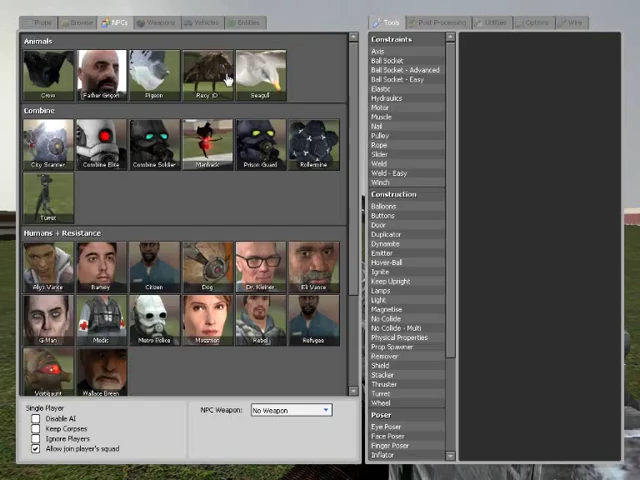 Props Browser NPCs Weapons Vehicles Entities
Tools Post Processing Utilities Options Wire
Animals
Crow Father Grigori Pigeon Roxy_ID Seagull
Combine
City Scanner Combine Elite Combine Soldier Manhack Prison Guard Rollermine
Turret
Humans + Resistance
Alyx Vance Barney Citizen Dog Dr. Kleiner Eli Vance
G-Man Medic Metro Police Mossman Rebel Refugee
Vortigaunt Wallace Breen
Single Player
Disable AI
Keep Corpses
Ignore Players
Allow join player's squad
NPC Weapon: No Weapon
Constraints
Axis
Ball Socket
Ball Socket - Advanced
Ball Socket - Easy
Elastic
Hydraulics
Motor
Muscle
Nail
Pulley
Rope
Slider
Weld
Weld - Easy
Winch
Construction
Balloons
Buttons
Door
Duplicator
Dynamite
Emitter
Hover-Ball
Ignite
Keep Upright
Lamps
Light
Magnetise
No Collide
No Collide - Multi
Physical Properties
Prop Spawner
Remover
Shield
Stacker
Thruster
Turret
Wheel
Poser
Eye Poser
Face Poser
Finger Poser
Inflator